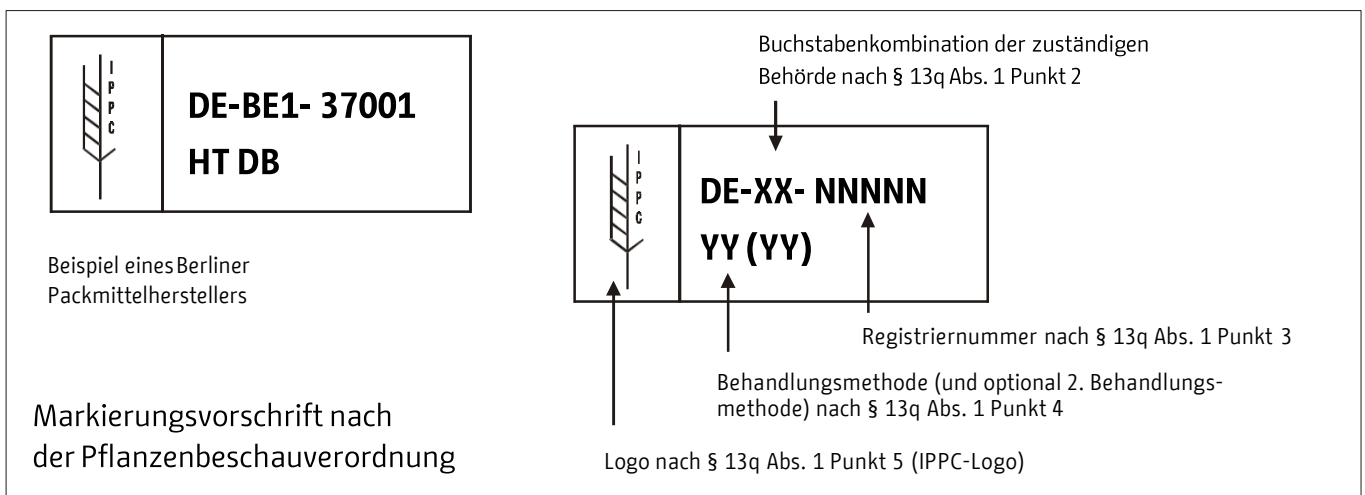 I
P
P
C
DE-BE1- 37001
HT DB
Beispiel eines Berliner
Packmittelherstellers
Markierungsvorschrift nach
der Pflanzenbeschauverordnung
Buchstabenkombination der zuständigen
Behörde nach § 13q Abs. 1 Punkt 2
I
P
P
C
DE-XX- NNNNN
YY (YY)
Registriernummer nach § 13q Abs. 1 Punkt 3
Behandlungsmethode (und optional 2. Behandlungs-
methode) nach § 13q Abs. 1 Punkt 4
Logo nach § 13q Abs. 1 Punkt 5 (IPPC-Logo)